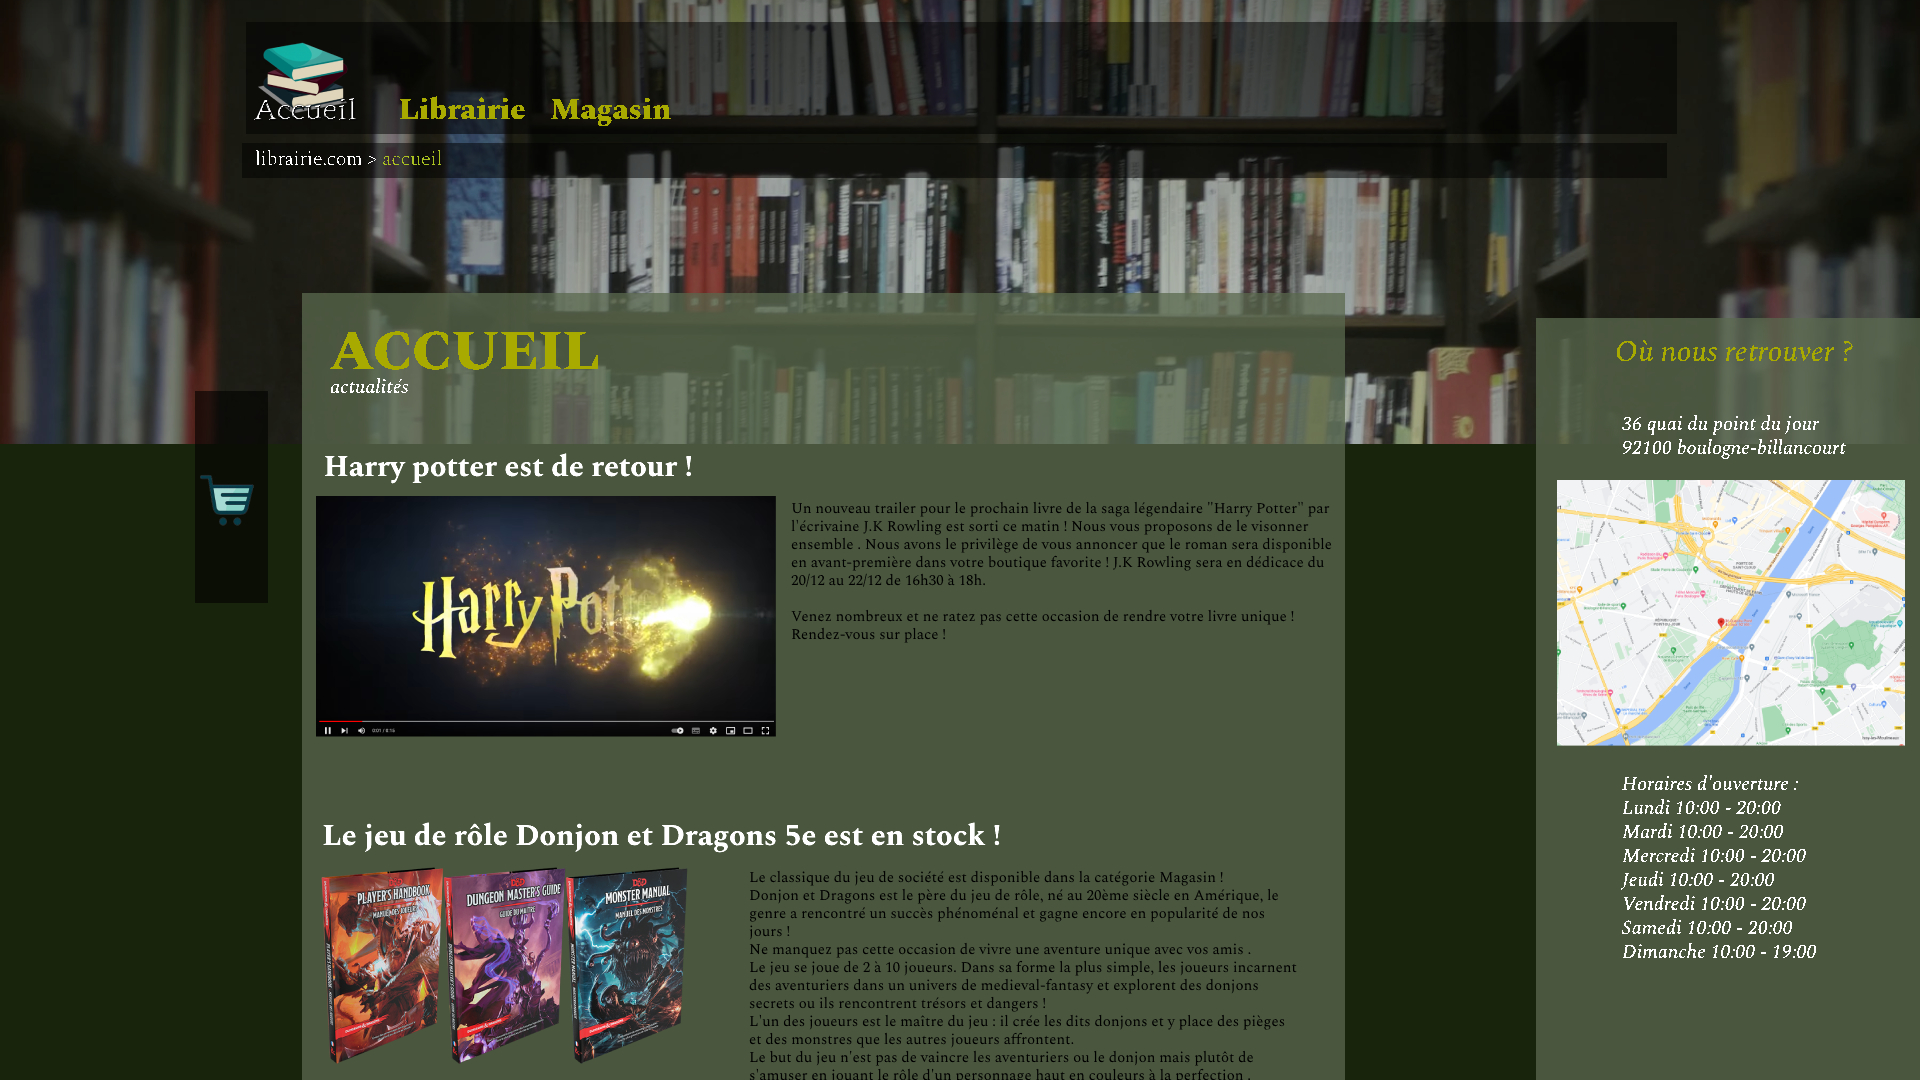 Accueil
Librairie Magasin
librairie.com > accueil
ACCUEIL
actualités
Harry potter est de retour !
Harry Potter
Un nouveau trailer pour le prochain livre de la saga légendaire "Harry Potter" par
l'écrivaine J.K Rowling est sorti ce matin ! Nous vous proposons de le visonner
ensemble . Nous avons le privilège de vous annoncer que le roman sera disponible
en avant-première dans votre boutique favorite ! J.K Rowling sera en dédicace du
20/12 au 22/12 de 16h30 à 18h.
Venez nombreux et ne ratez pas cette occasion de rendre votre livre unique !
Rendez-vous sur place !
Le jeu de rôle Donjon et Dragons 5e est en stock !
PLAYER'S HANDBOOK
MANUEL DES JOUEURS
DUNGEON MASTER'S GUIDE
GUIDE DU MAÎTRE
MONSTER MANUAL
MANUEL DES MONSTRES
Le classique du jeu de société est disponible dans la catégorie Magasin !
Donjon et Dragons est le père du jeu de rôle, né au 20ème siècle en Amérique, le
genre a rencontré un succès phénoménal et gagne encore en popularité de nos
jours !
Ne manquez pas cette occasion de vivre une aventure unique avec vos amis .
Le jeu se joue de 2 à 10 joueurs. Dans sa forme la plus simple, les joueurs incarnent
des aventuriers dans un univers de medieval-fantasy et explorent des donjons
secrets ou ils rencontrent trésors et dangers !
L'un des joueurs est le maître du jeu : il crée les dits donjons et y place des pièges
et des monstres que les autres joueurs affrontent.
Le but du jeu n'est pas de vaincre les aventuriers ou le donjon mais plutôt de
s'amuser en jouant le rôle d'un personnage haut en couleurs à la perfection .
Où nous retrouver ?
36 quai du point du jour
92100 boulogne-billancourt
Horaires d'ouverture :
Lundi 10:00 - 20:00
Mardi 10:00 - 20:00
Mercredi 10:00 - 20:00
Jeudi 10:00 - 20:00
Vendredi 10:00 - 20:00
Samedi 10:00 - 20:00
Dimanche 10:00 - 19:00